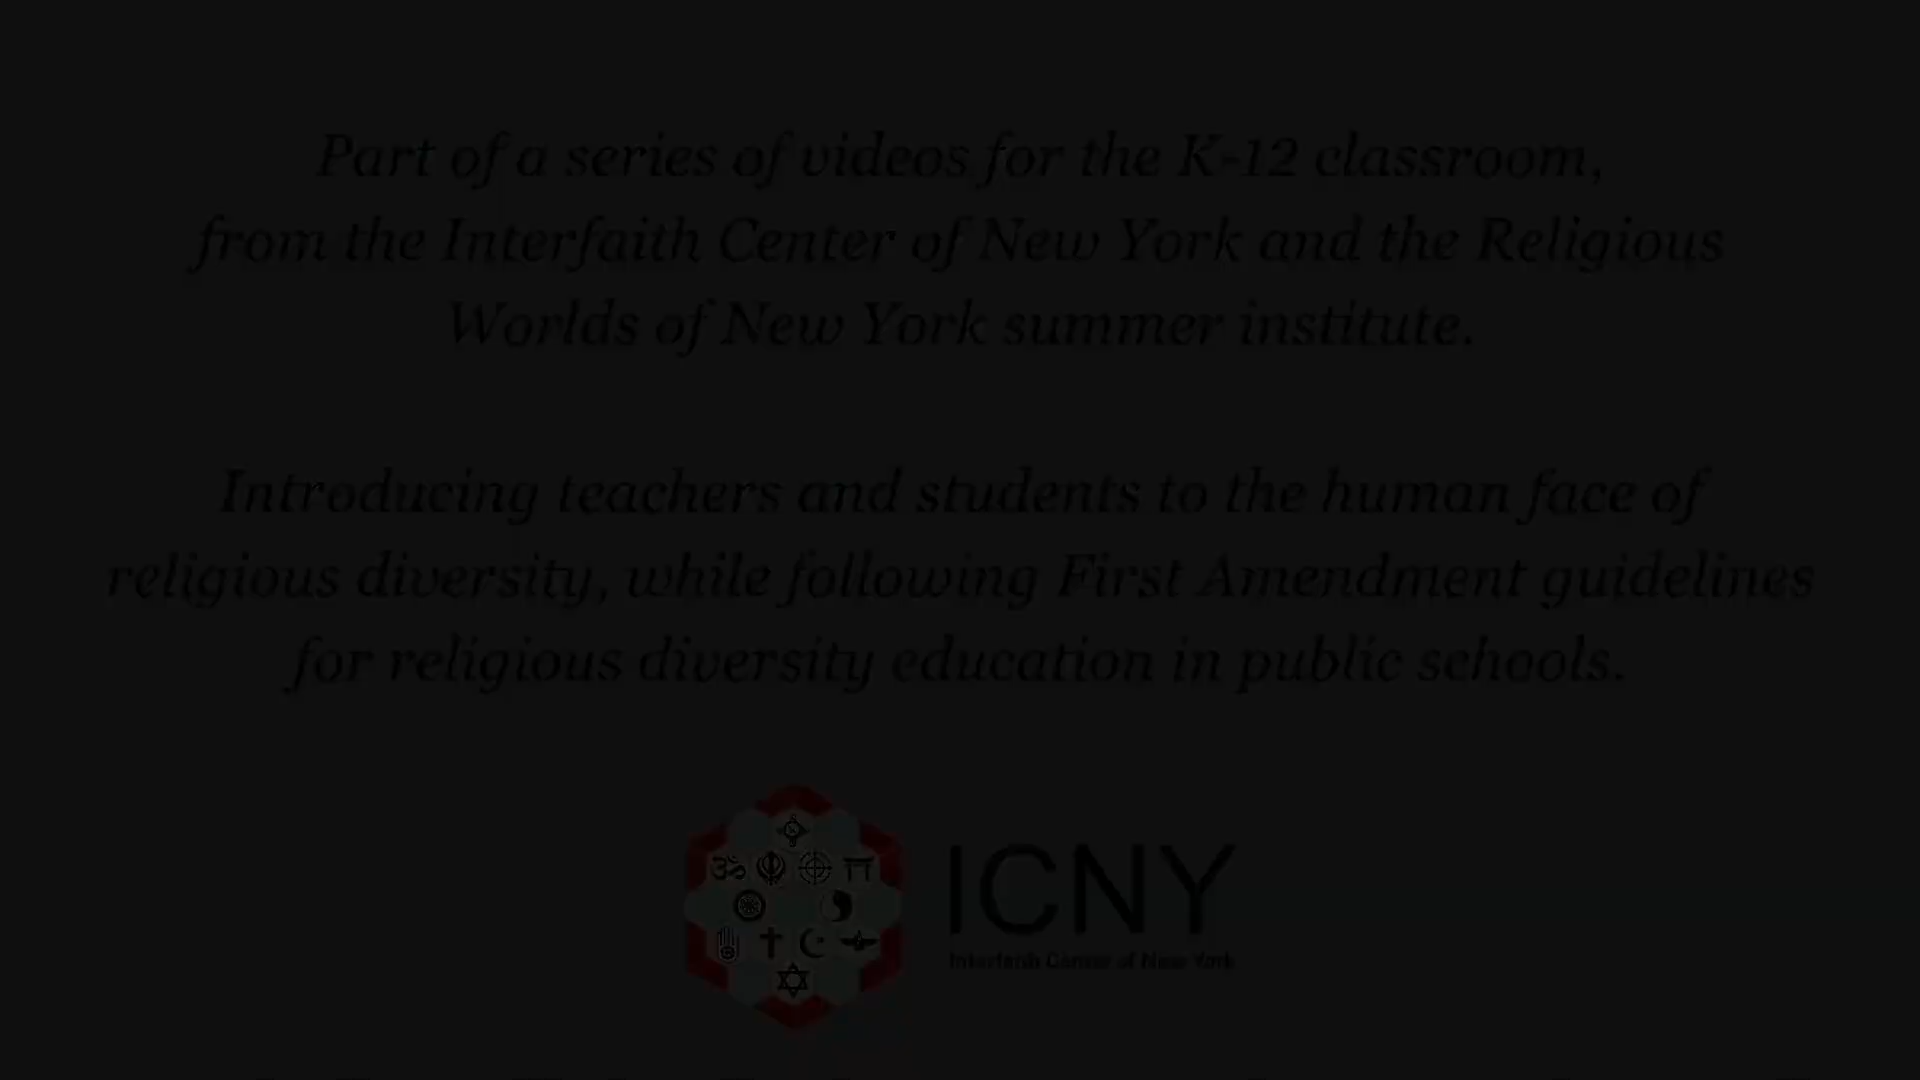 Part of a series of videos for the K-12 classroom,
from the Interfaith Center of New York and the Religious
Worlds of New York summer institute.
Introducing teachers and students to the human face of
religious diversity, while following First Amendment guidelines
for religious diversity education in public schools.
ICNY
Interfaith Center of New York